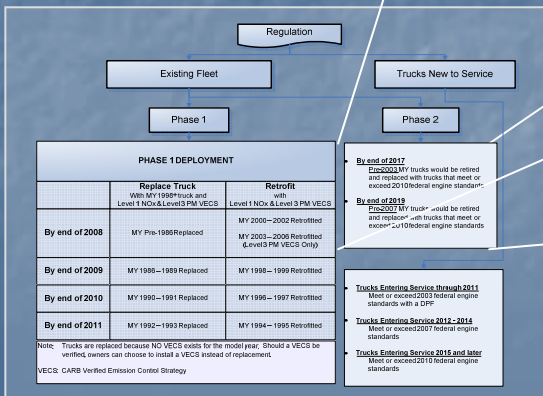 Regulation
Existing Fleet
Trucks New to Service
Phase 1
Phase 2
PHASE 1 DEPLOYMENT
Replace Truck
With MY1998+truck and
Level 1 NOx & Level 3 PM VECS
Retrofit
with
Level 1 NOx & Level 3 PM VECS
By end of 2008
MY Pre-1986 Replaced
MY 2000—2002 Retrofitted
MY 2003—2006 Retrofitted
(Level 3 PM VECS Only)
By end of 2009
MY 1986—1989 Replaced
MY 1998—1999 Retrofitted
By end of 2010
MY 1990—1991 Replaced
MY 1996—1997 Retrofitted
By end of 2011
MY 1992—1993 Replaced
MY 1994—1995 Retrofitted
Note: Trucks are replaced because NO VECS exists for the model year. Should a VECS be
verified, owners can choose to install a VECS instead of replacement.
VECS: CARB Verified Emission Control Strategy
• By end of 2017
Pre-2003 MY trucks would be retired
and replaced with trucks that meet or
exceed 2010 federal engine standards
• By end of 2019
Pre-2007 MY trucks would be retired
and replaced with trucks that meet or
exceed 2010 federal engine standards
• Trucks Entering Service through 2011
Meet or exceed 2003 federal engine
standards with a DPF
• Trucks Entering Service 2012 - 2014
Meet or exceed 2007 federal engine
standards
• Trucks Entering Service 2015 and later
Meet or exceed 2010 federal engine
standards